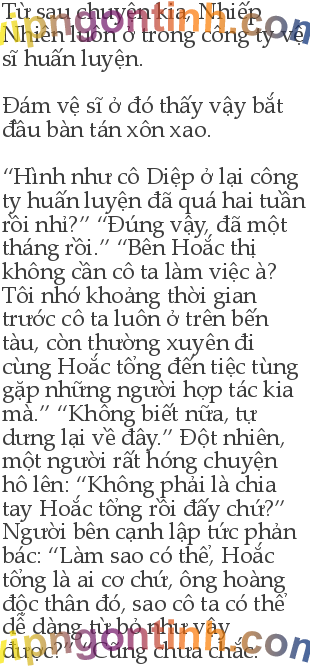 Từ sau chuyện kia, Nhiếp
Nhiên luôn ở trong công ty vệ
sĩ huấn luyện.
Đám vệ sĩ ở đó thấy vậy bắt
đầu bàn tán xôn xao.
“Hình như cô Diệp ở lại công
ty huấn luyện đã quá hai tuần
rồi nhỉ?” “Đúng vậy, đã một
tháng rồi.” “Bên Hoắc thị
không cần cô ta làm việc à?
Tôi nhớ khoảng thời gian
trước cô ta luôn ở trên bến
tàu, còn thường xuyên đi
cùng Hoắc tổng đến tiệc tùng
gặp những người hợp tác kia
mà.” “Không biết nữa, tự
dưng lại về đây.” Đột nhiên,
một người rất hóng chuyện
hô lên: “Không phải là chia
tay Hoắc tổng rồi đấy chứ?”
Người bên cạnh lập tức phản
bác: “Làm sao có thể, Hoắc
tổng là ai cơ chứ, ông hoàng
độc thân đó, sao cô ta có thể
dễ dàng từ bỏ như vậy
được?” “Cũng chưa chắc.